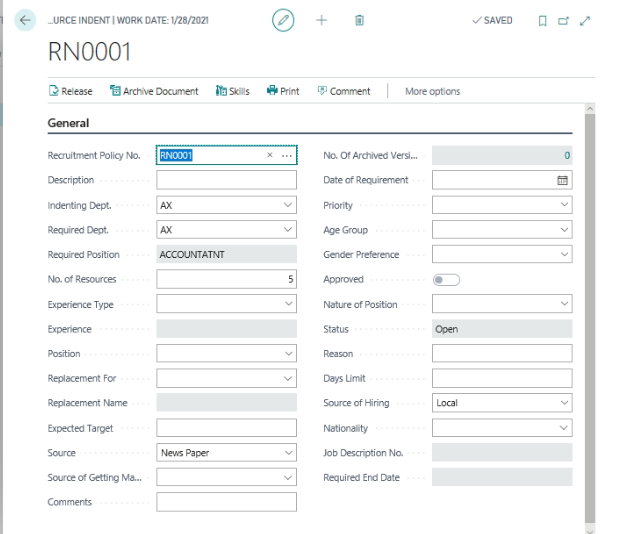 ...URCE INDENT | WORK DATE: 1/28/2021
SAVED
RN0001
Release Archive Document Skills Print Comment More options
General
Recruitment Policy No. RN0001
Description
Indenting Dept. AX
Required Dept. AX
Required Position ACCOUNTATNT
No. of Resources 5
Experience Type
Experience
Position
Replacement For
Replacement Name
Expected Target
Source News Paper
Source of Getting Ma...
Comments
No. Of Archived Versi... 0
Date of Requirement
Priority
Age Group
Gender Preference
Approved
Nature of Position
Status Open
Reason
Days Limit
Source of Hiring Local
Nationality
Job Description No.
Required End Date